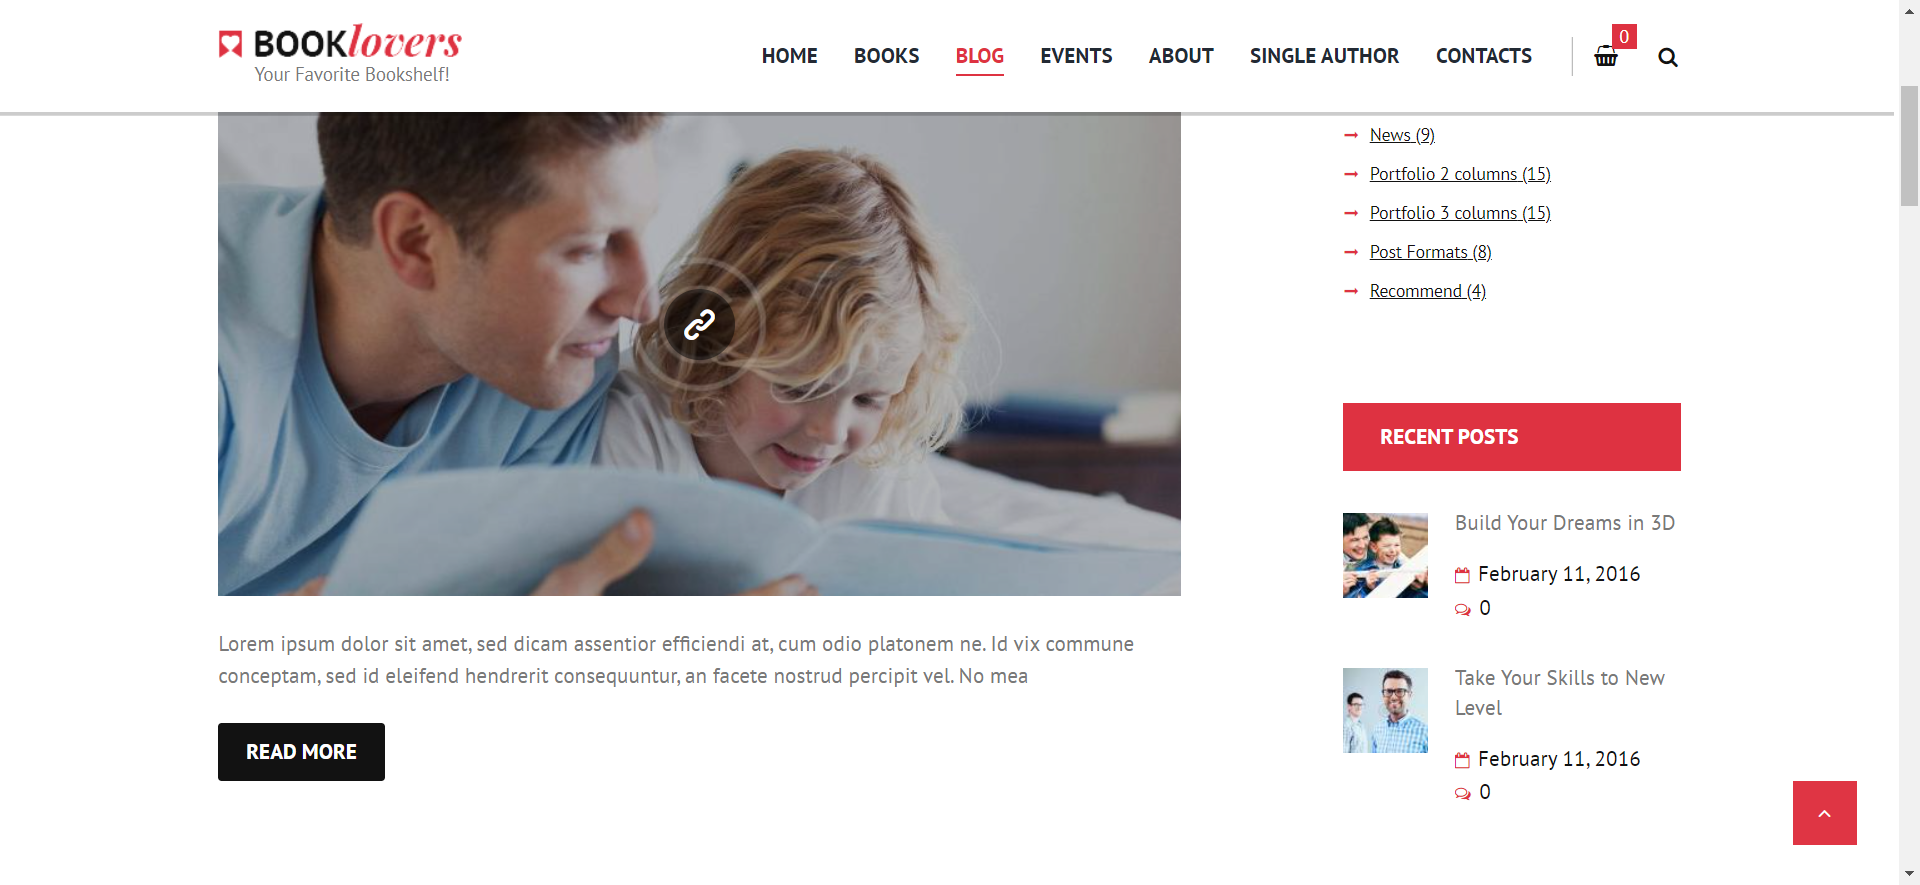 BOOKlovers
Your Favorite Bookshelf!
HOME
BOOKS
BLOG
EVENTS
ABOUT
SINGLE AUTHOR
CONTACTS
0
News (9)
Portfolio 2 columns (15)
Portfolio 3 columns (15)
Post Formats (8)
Recommend (4)
Lorem ipsum dolor sit amet, sed dicam assentior efficiendi at, cum odio platonem ne. Id vix commune
conceptam, sed id eleifend hendrerit consequuntur, an facete nostrud percipit vel. No mea
READ MORE
RECENT POSTS
Build Your Dreams in 3D
February 11, 2016
0
Take Your Skills to New
Level
February 11, 2016
0